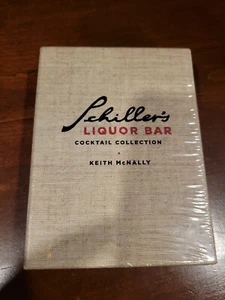 Schiller's
LIQUOR BAR
COCKTAIL COLLECTION
KEITH McNALLY